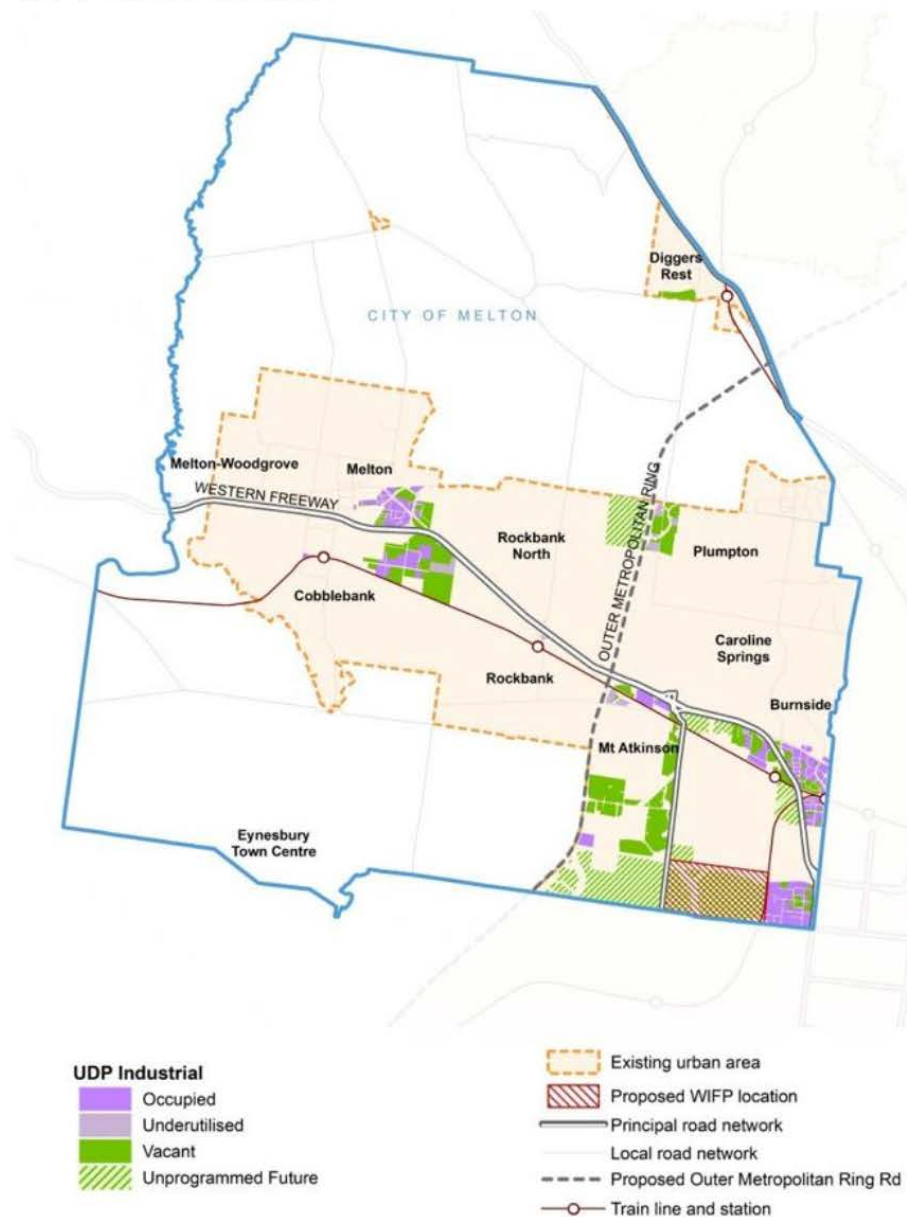 Diggers
Rest
CITY OF MELTON
Melton-Woodgrove
Melton
WESTERN FREEWAY
Rockbank
North
OUTER METROPOLITAN RING
Plumpton
Cobblebank
Caroline
Springs
Rockbank
Burnside
Mt Atkinson
Eynesbury
Town Centre
UDP Industrial
Occupied
Underutilised
Vacant
Unprogrammed Future
Existing urban area
Proposed WIFP location
Principal road network
Local road network
Proposed Outer Metropolitan Ring Rd
Train line and station